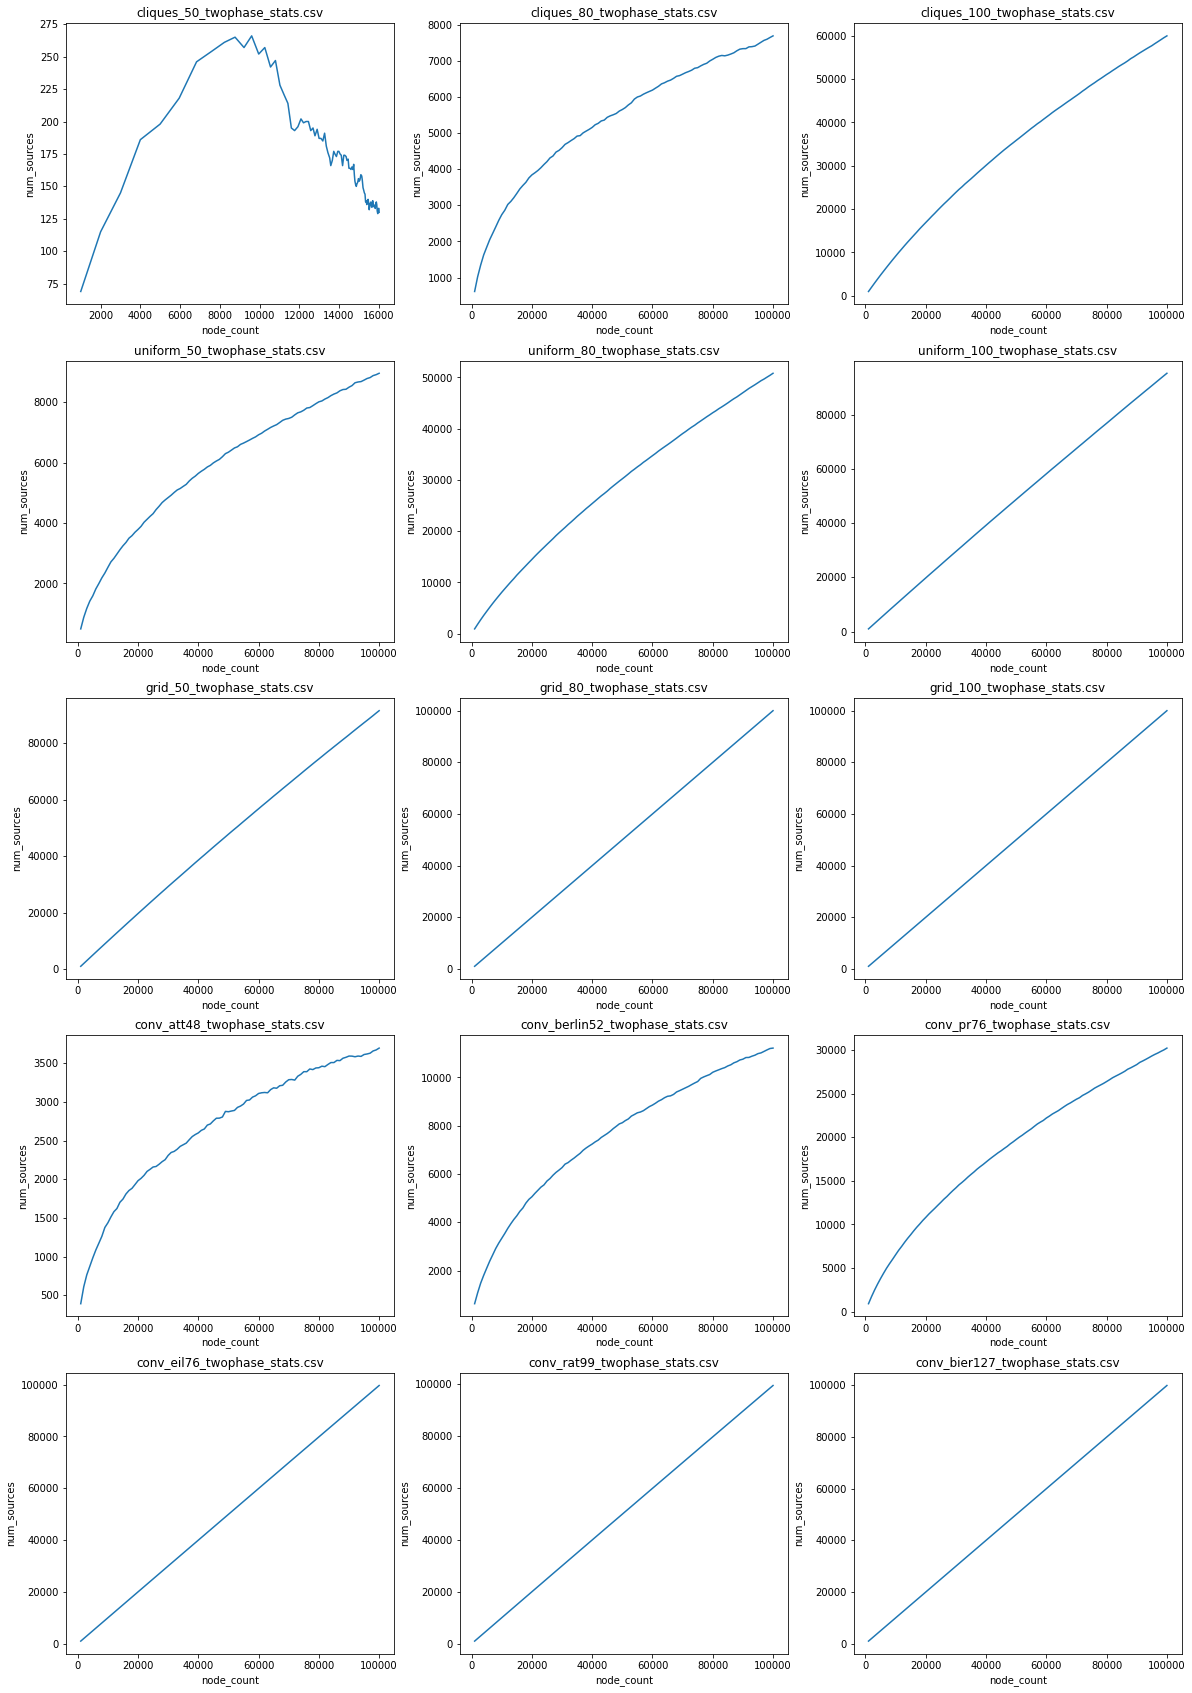 cliques_50_twophase_stats.csv
275
250
225
200
175
150
125
100
75
num_sources
2000 4000 6000 8000 10000 12000 14000 16000
node_count
cliques_80_twophase_stats.csv
8000
7000
6000
5000
4000
3000
2000
1000
num_sources
0 20000 40000 60000 80000 100000
node_count
cliques_100_twophase_stats.csv
60000
50000
40000
30000
20000
10000
0
num_sources
0 20000 40000 60000 80000 100000
node_count
uniform_50_twophase_stats.csv
8000
6000
4000
2000
num_sources
0 20000 40000 60000 80000 100000
node_count
uniform_80_twophase_stats.csv
50000
40000
30000
20000
10000
0
num_sources
0 20000 40000 60000 80000 100000
node_count
uniform_100_twophase_stats.csv
80000
60000
40000
20000
0
num_sources
0 20000 40000 60000 80000 100000
node_count
grid_50_twophase_stats.csv
80000
60000
40000
20000
0
num_sources
0 20000 40000 60000 80000 100000
node_count
grid_80_twophase_stats.csv
100000
80000
60000
40000
20000
0
num_sources
0 20000 40000 60000 80000 100000
node_count
grid_100_twophase_stats.csv
100000
80000
60000
40000
20000
0
num_sources
0 20000 40000 60000 80000 100000
node_count
conv_att48_twophase_stats.csv
3500
3000
2500
2000
1500
1000
500
num_sources
0 20000 40000 60000 80000 100000
node_count
conv_berlin52_twophase_stats.csv
10000
8000
6000
4000
2000
num_sources
0 20000 40000 60000 80000 100000
node_count
conv_pr76_twophase_stats.csv
30000
25000
20000
15000
10000
5000
0
num_sources
0 20000 40000 60000 80000 100000
node_count
conv_eil76_twophase_stats.csv
100000
80000
60000
40000
20000
0
num_sources
0 20000 40000 60000 80000 100000
node_count
conv_rat99_twophase_stats.csv
100000
80000
60000
40000
20000
0
num_sources
0 20000 40000 60000 80000 100000
node_count
conv_bier127_twophase_stats.csv
100000
80000
60000
40000
20000
0
num_sources
0 20000 40000 60000 80000 100000
node_count